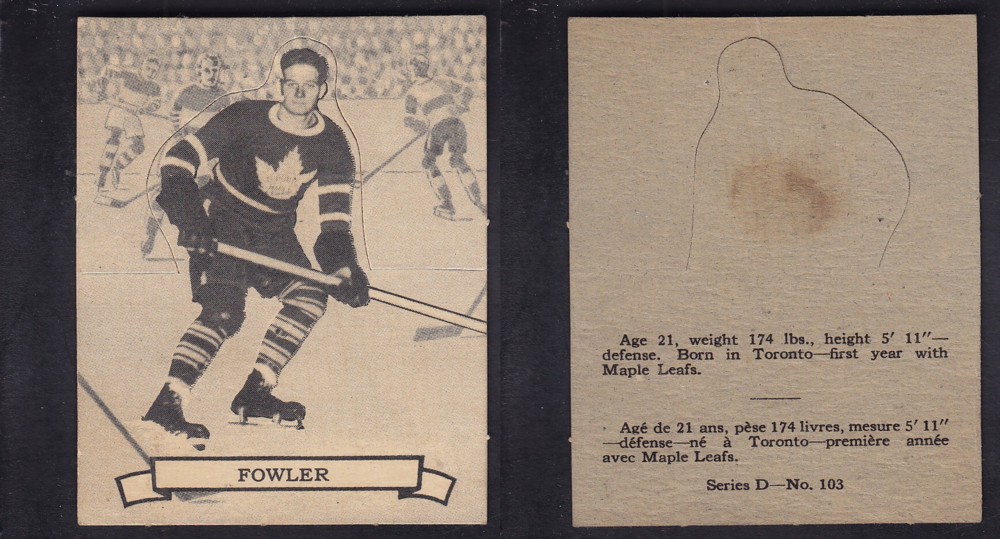 FOWLER
Age 21, weight 174 lbs., height 5' 11"—
defense. Born in Toronto—first year with
Maple Leafs.
Agé de 21 ans, pèse 174 livres, mesure 5' 11"
—défense—né à Toronto—première année
avec Maple Leafs.
Series D—No. 103